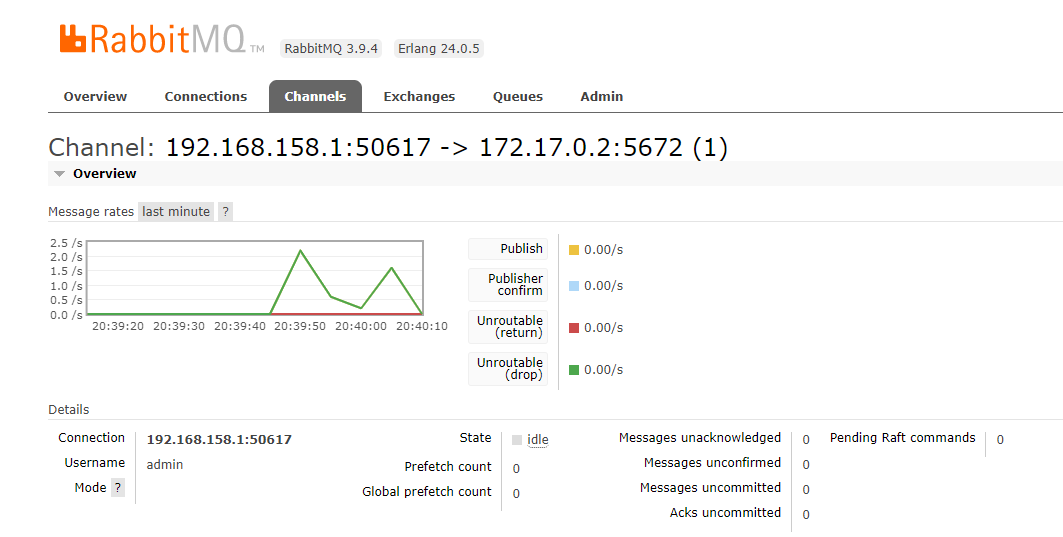 RabbitMQ TM RabbitMQ 3.9.4 Erlang 24.0.5
Overview Connections Channels Exchanges Queues Admin
Channel: 192.168.158.1:50617 -> 172.17.0.2:5672 (1)
Overview
Message rates last minute ?
2.5 /s
2.0 /s
1.5 /s
1.0 /s
0.5 /s
0.0 /s
20:39:20 20:39:30 20:39:40 20:39:50 20:40:00 20:40:10
Publish 0.00/s
Publisher
confirm 0.00/s
Unroutable
(return) 0.00/s
Unroutable
(drop) 0.00/s
Details
Connection 192.168.158.1:50617
Username admin
Mode ?
State idle
Prefetch count 0
Global prefetch count 0
Messages unacknowledged 0
Messages unconfirmed 0
Messages uncommitted 0
Acks uncommitted 0
Pending Raft commands 0